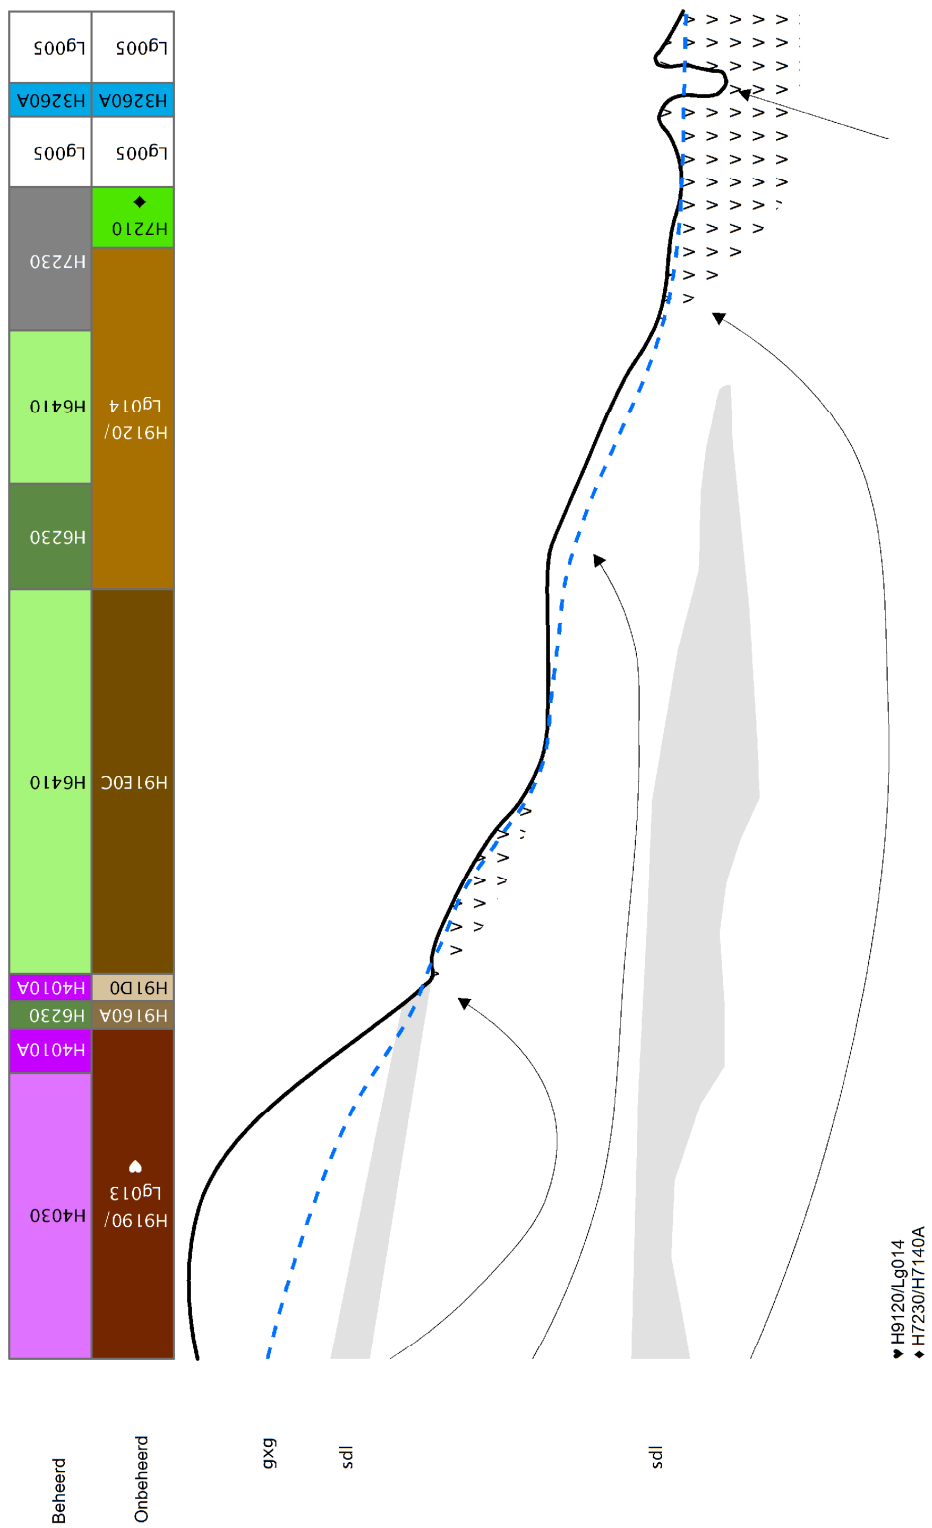 Beheerd
H4030
H4010A
H6230
H4010A
H6410
H6230
H6410
H7230
Lg005
H3260A
Lg005
Onbeheerd
H9190/
Lg013 ♥
H9160A
H91D0
H91E0C
H9120/
Lg014
H7210 ♦
Lg005
H3260A
Lg005
gxg
sdl
sdl
♥ H9120/Lg014
♦ H7230/H7140A